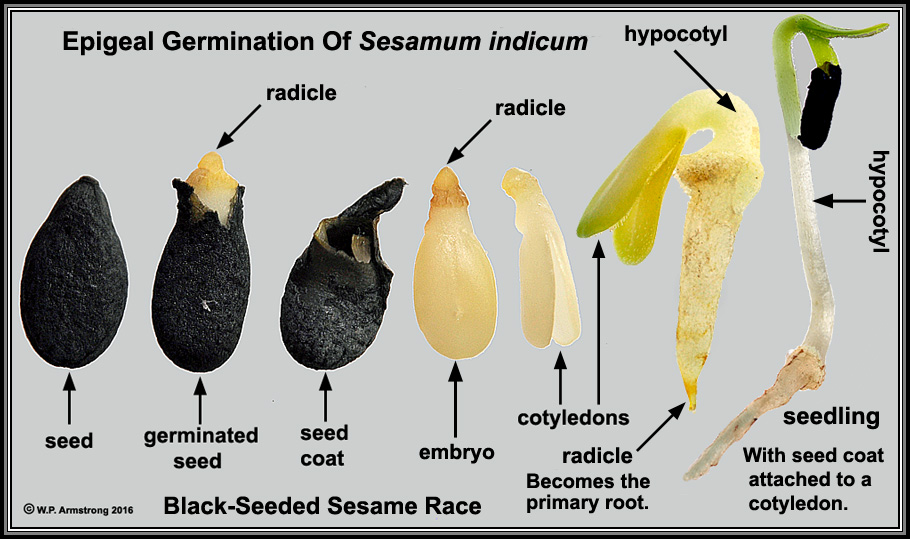 Epigeal Germination Of Sesamum indicum
hypocotyl
radicle
radicle
hypocotyl
seed
germinated
seed
seed
coat
embryo
cotyledons
radicle
Becomes the
primary root.
seedling
With seed coat
attached to a
cotyledon.
© W.P. Armstrong 2016
Black-Seeded Sesame Race